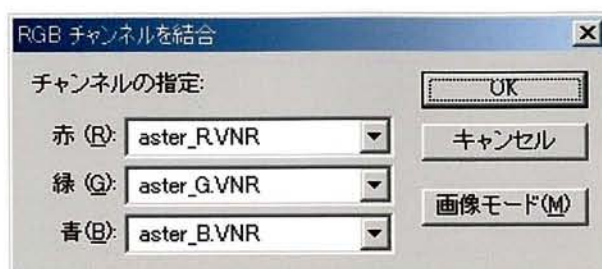 RGB チャンネルを結合
チャンネルの指定:
OK
赤 (R): aster_R.VNR
キャンセル
緑 (G): aster_G.VNR
画像モード(M)
青(B): aster_B.VNR